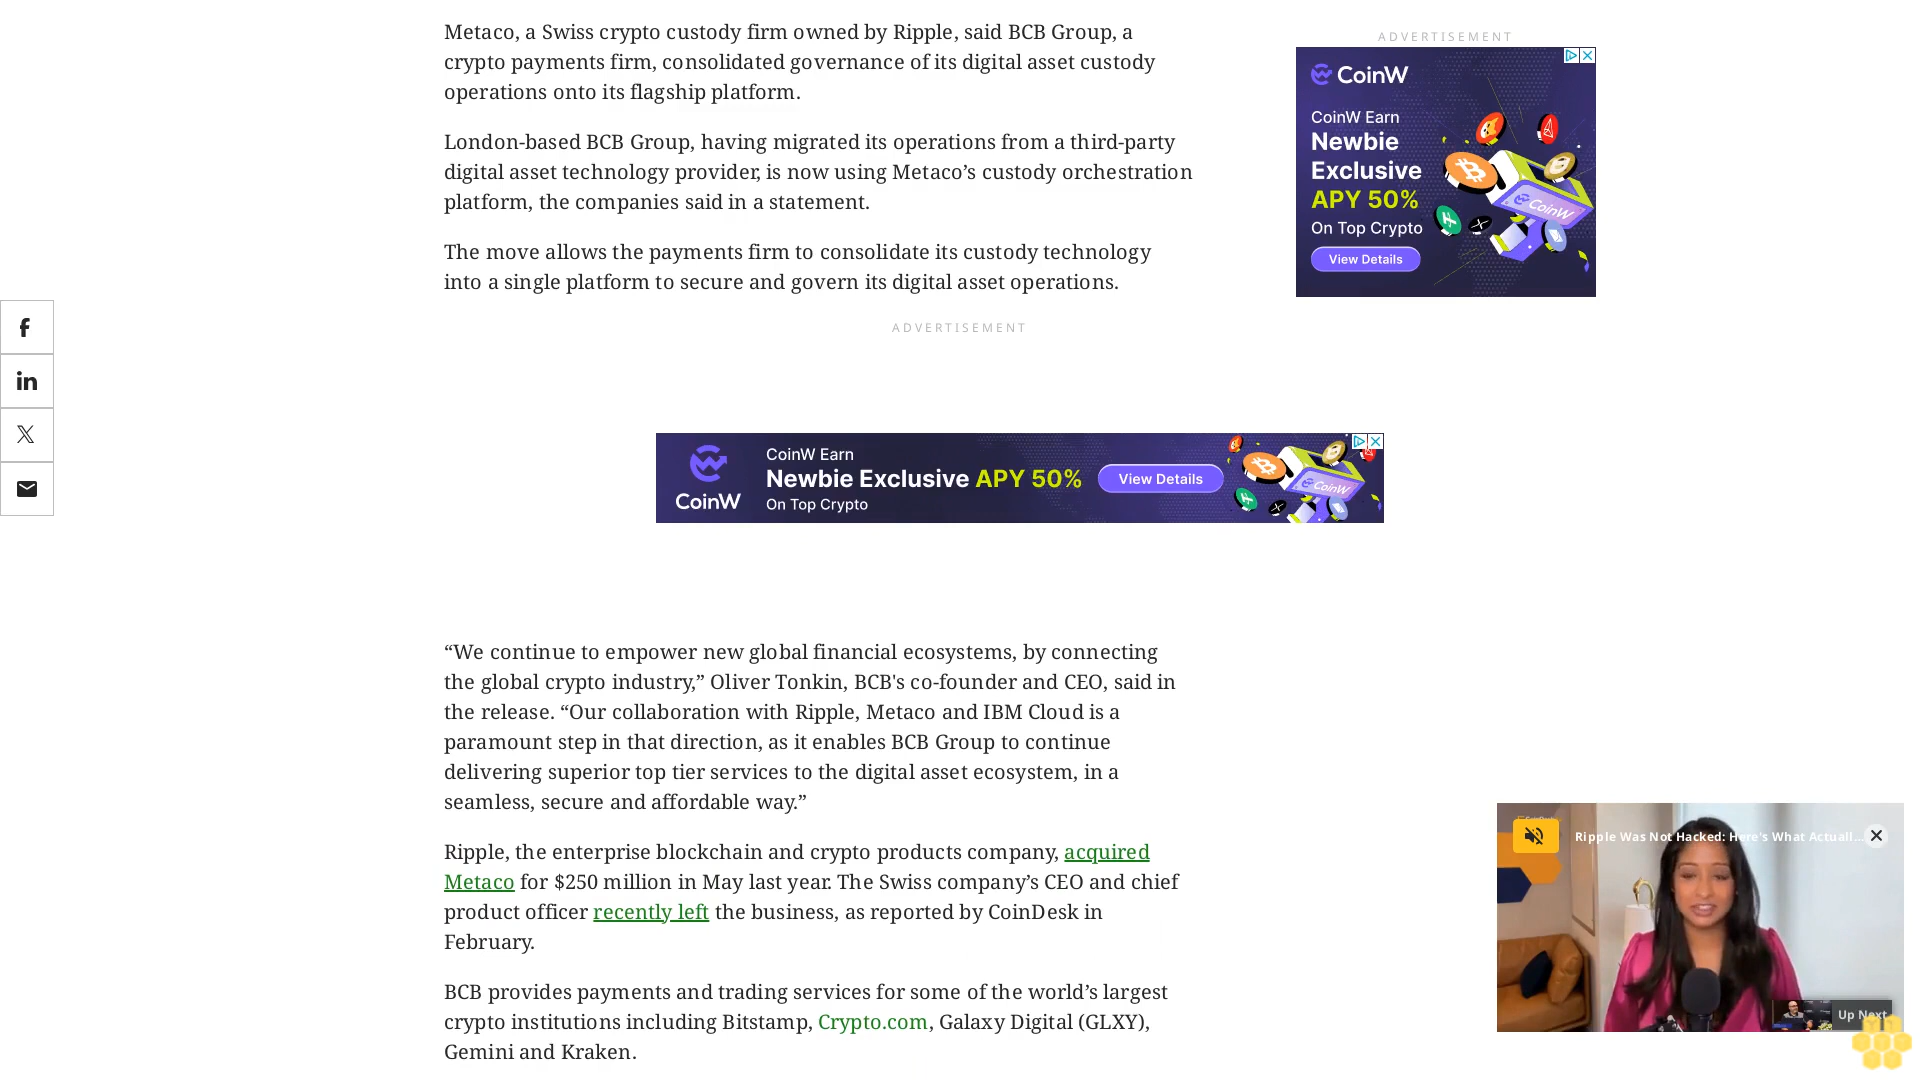 Metaco, a Swiss crypto custody firm owned by Ripple, said BCB Group, a
crypto payments firm, consolidated governance of its digital asset custody
operations onto its flagship platform.
London-based BCB Group, having migrated its operations from a third-party
digital asset technology provider, is now using Metaco’s custody orchestration
platform, the companies said in a statement.
The move allows the payments firm to consolidate its custody technology
into a single platform to secure and govern its digital asset operations.
ADVERTISEMENT
CoinW
CoinW Earn
Newbie
Exclusive
APY 50%
On Top Crypto
View Details
CoinW
ADVERTISEMENT
CoinW
CoinW Earn
Newbie Exclusive APY 50%
On Top Crypto
View Details
CoinW
“We continue to empower new global financial ecosystems, by connecting
the global crypto industry,” Oliver Tonkin, BCB's co-founder and CEO, said in
the release. “Our collaboration with Ripple, Metaco and IBM Cloud is a
paramount step in that direction, as it enables BCB Group to continue
delivering superior top tier services to the digital asset ecosystem, in a
seamless, secure and affordable way.”
Ripple, the enterprise blockchain and crypto products company, acquired
Metaco for $250 million in May last year. The Swiss company’s CEO and chief
product officer recently left the business, as reported by CoinDesk in
February.
BCB provides payments and trading services for some of the world’s largest
crypto institutions including Bitstamp, Crypto.com, Galaxy Digital (GLXY),
Gemini and Kraken.
Ripple Was Not Hacked: Here's What Actuall...
Up Next